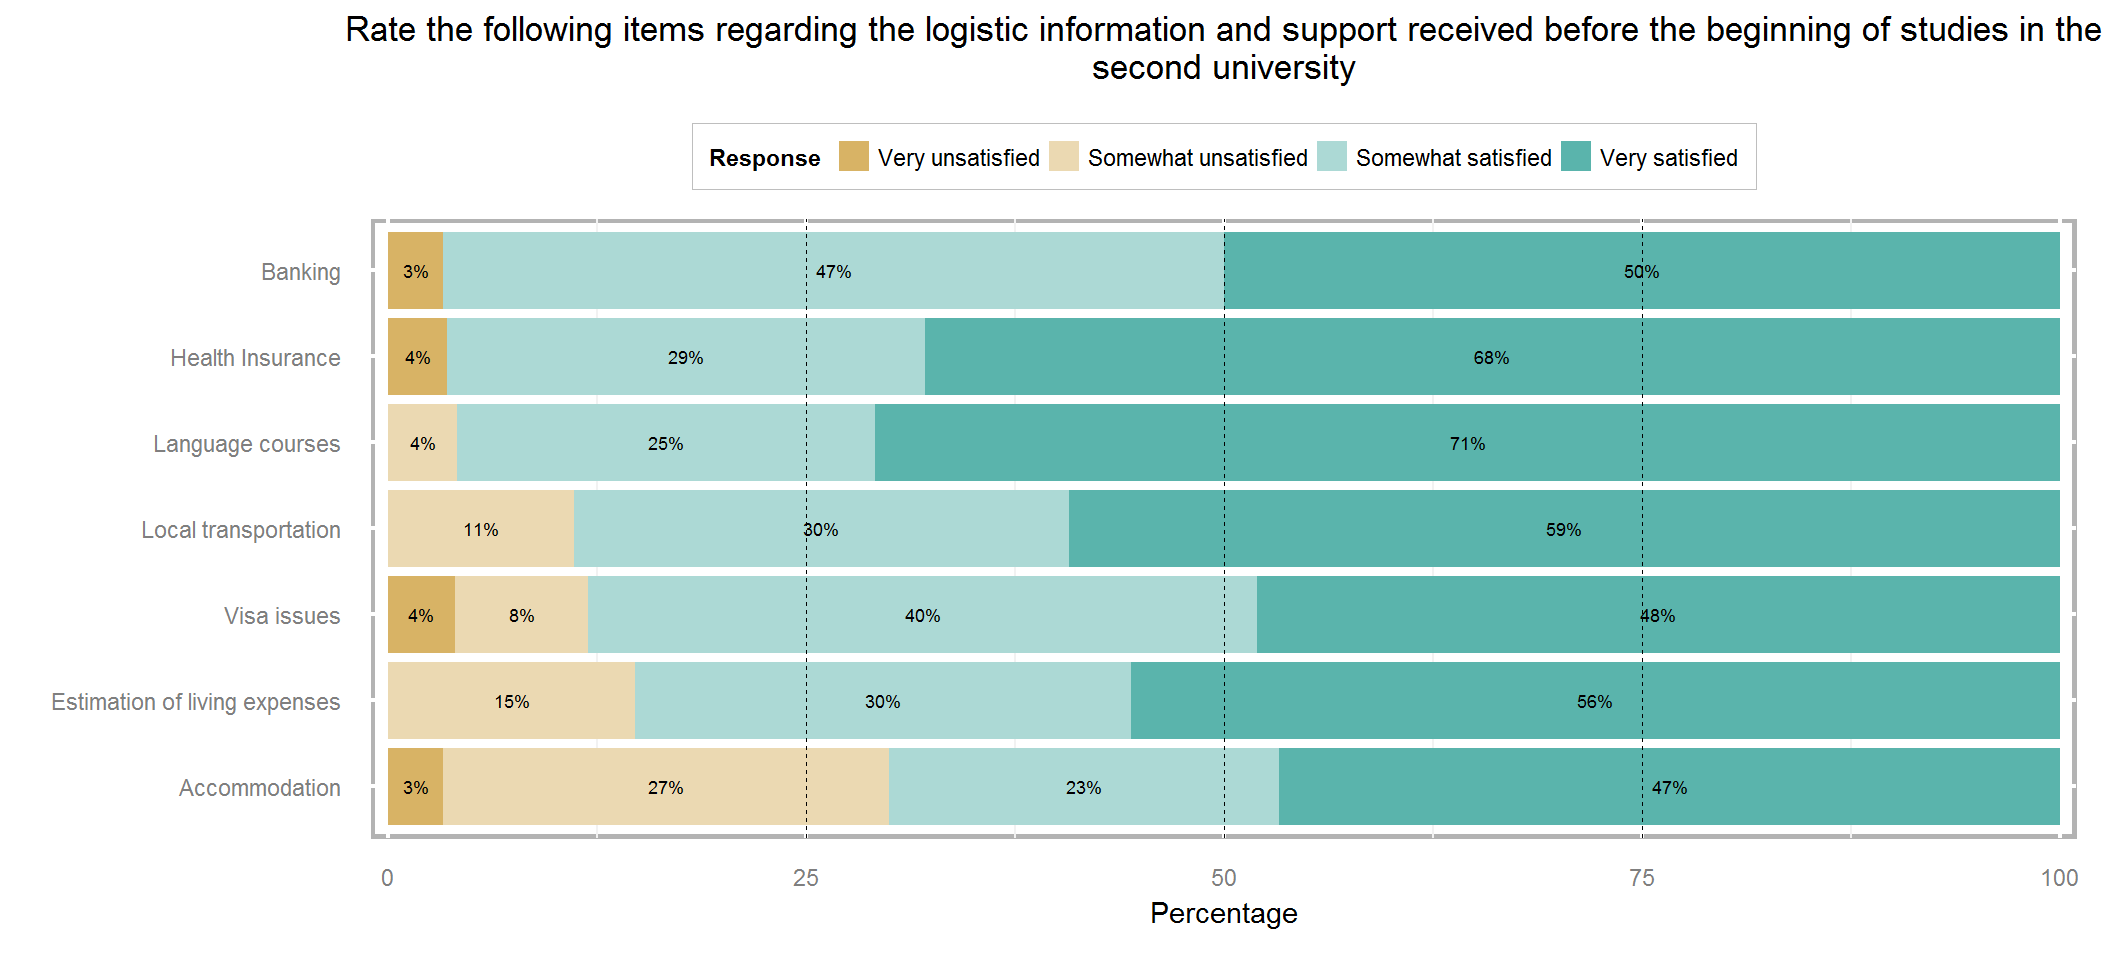 Rate the following items regarding the logistic information and support received before the beginning of studies in the
second university
Response Very unsatisfied Somewhat unsatisfied Somewhat satisfied Very satisfied
Banking 3% 47% 50%
Health Insurance 4% 29% 68%
Language courses 4% 25% 71%
Local transportation 11% 30% 59%
Visa issues 4% 8% 40% 48%
Estimation of living expenses 15% 30% 56%
Accommodation 3% 27% 23% 47%
0 25 50 75 100
Percentage